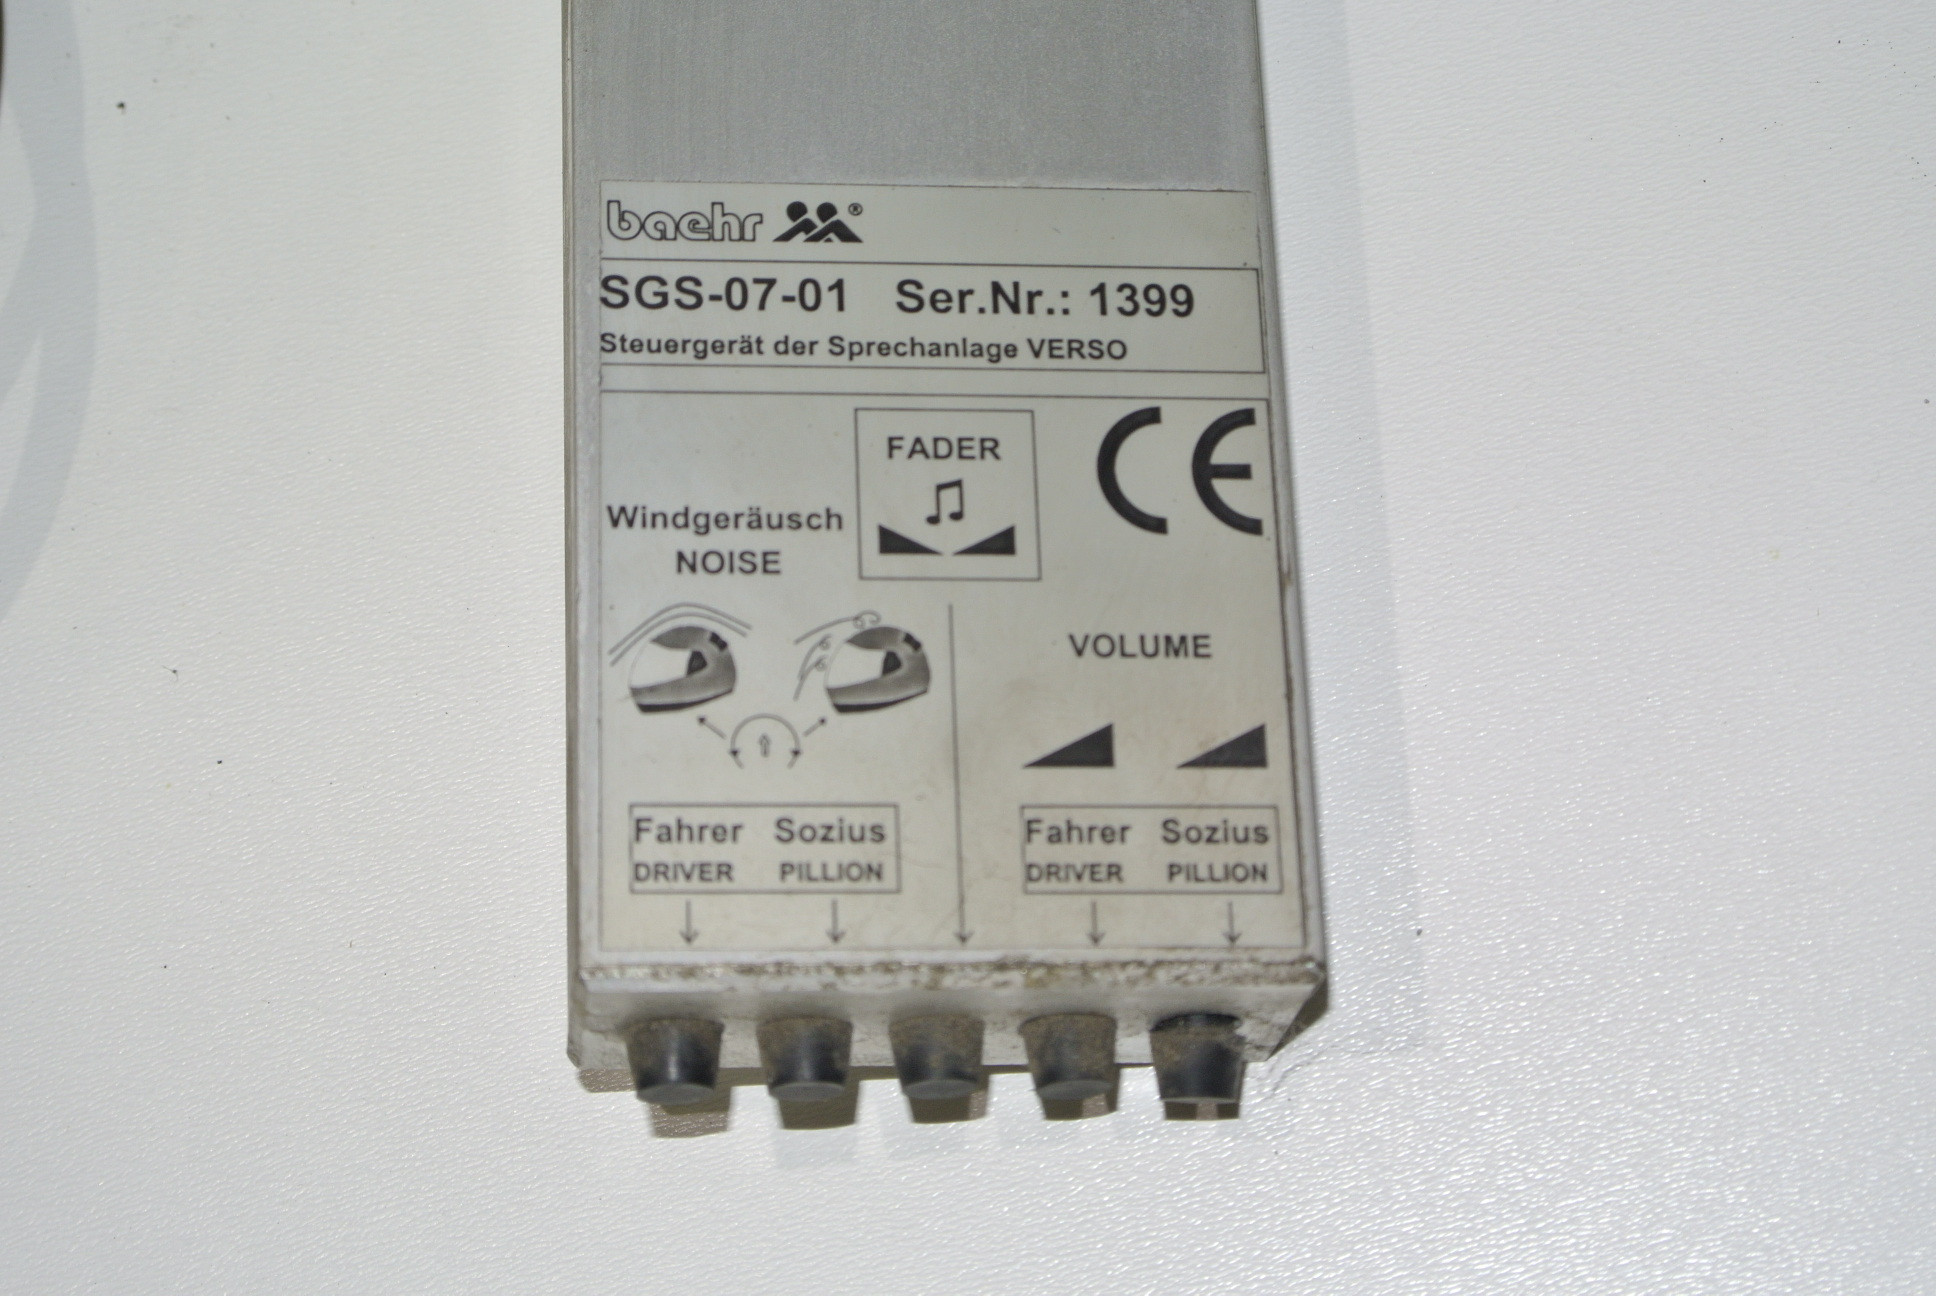 baehr ®
SGS-07-01 Ser.Nr.: 1399
Steuergerät der Sprechanlage VERSO
FADER
CE
Windgeräusch
NOISE
VOLUME
Fahrer Sozius
DRIVER PILLION
Fahrer Sozius
DRIVER PILLION